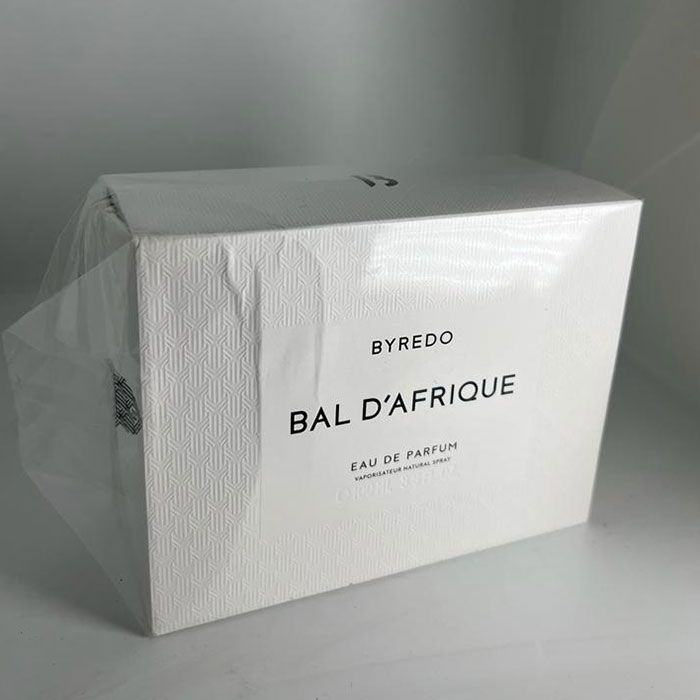 BYREDO
BAL D'AFRIQUE
EAU DE PARFUM
VAPORISATEUR NATURAL SPRAY